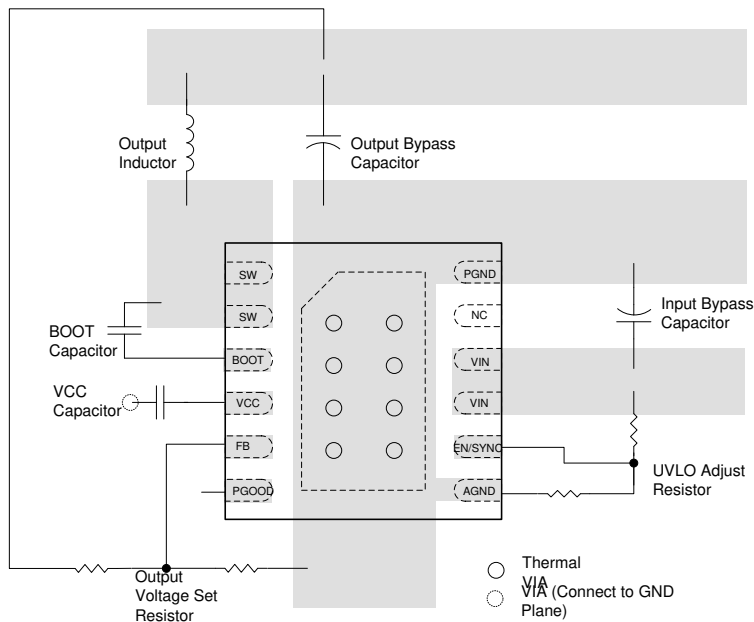 Output
Inductor
Output Bypass
Capacitor
SW
PGND
SW
NC
Input Bypass
Capacitor
BOOT
Capacitor
BOOT
VIN
VCC
Capacitor
VCC
VIN
FB
EN/SYNC
UVLO Adjust
Resistor
PGOOD
AGND
Output
Voltage Set
Resistor
Thermal
VIA
VIA (Connect to GND
Plane)